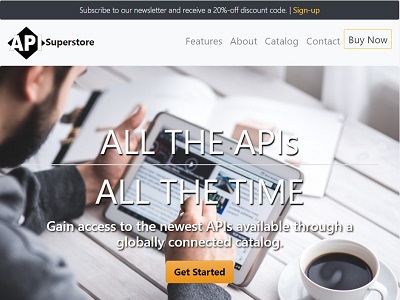 Subscribe to our newsletter and receive a 20%-off discount code. | Sign-up
AP Superstore
Features About Catalog Contact Buy Now
ALL THE APIs
ALL THE TIME
Gain access to the newest APIs available through a
globally connected catalog.
Get Started